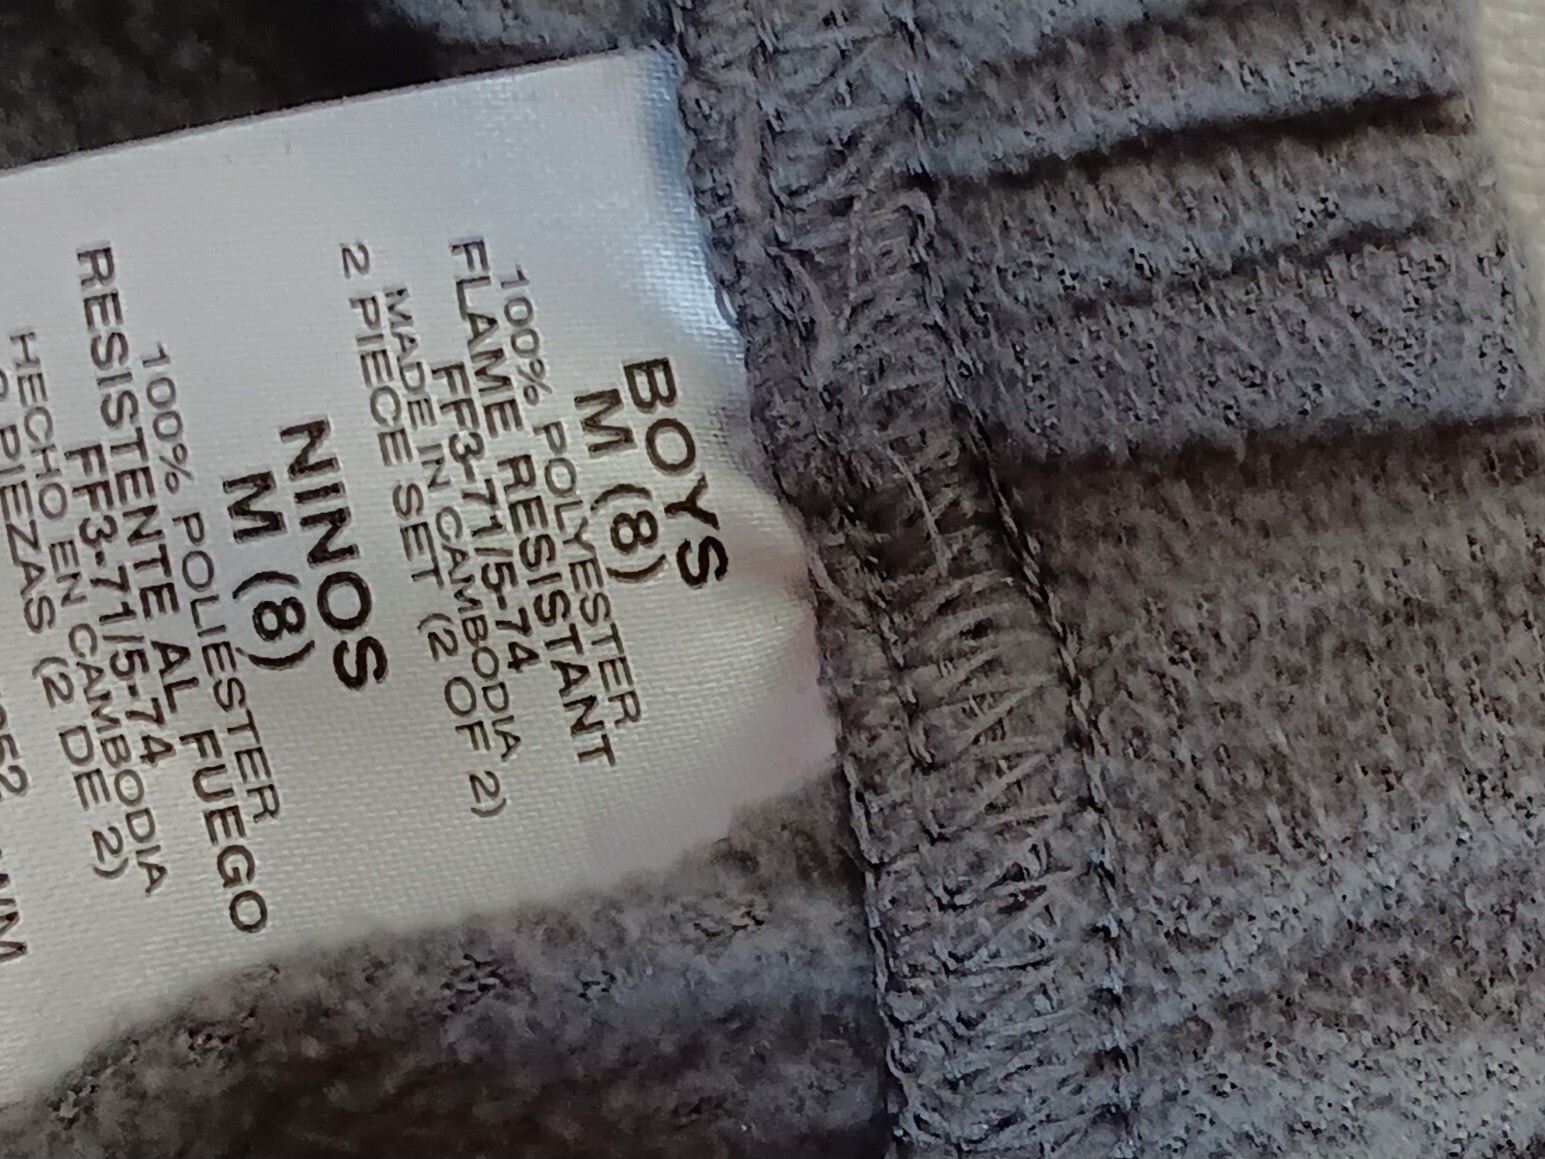 BOYS
M (8)
100% POLYESTER
FLAME RESISTANT
FF3-71/5-74
MADE IN CAMBODIA
2 PIECE SET (2 OF 2)
NINOS
M (8)
100% POLIESTER
RESISTENTE AL FUEGO
FF3-71/5-74
HECHO EN CAMBODIA
PIEZAS (2 DE 2)